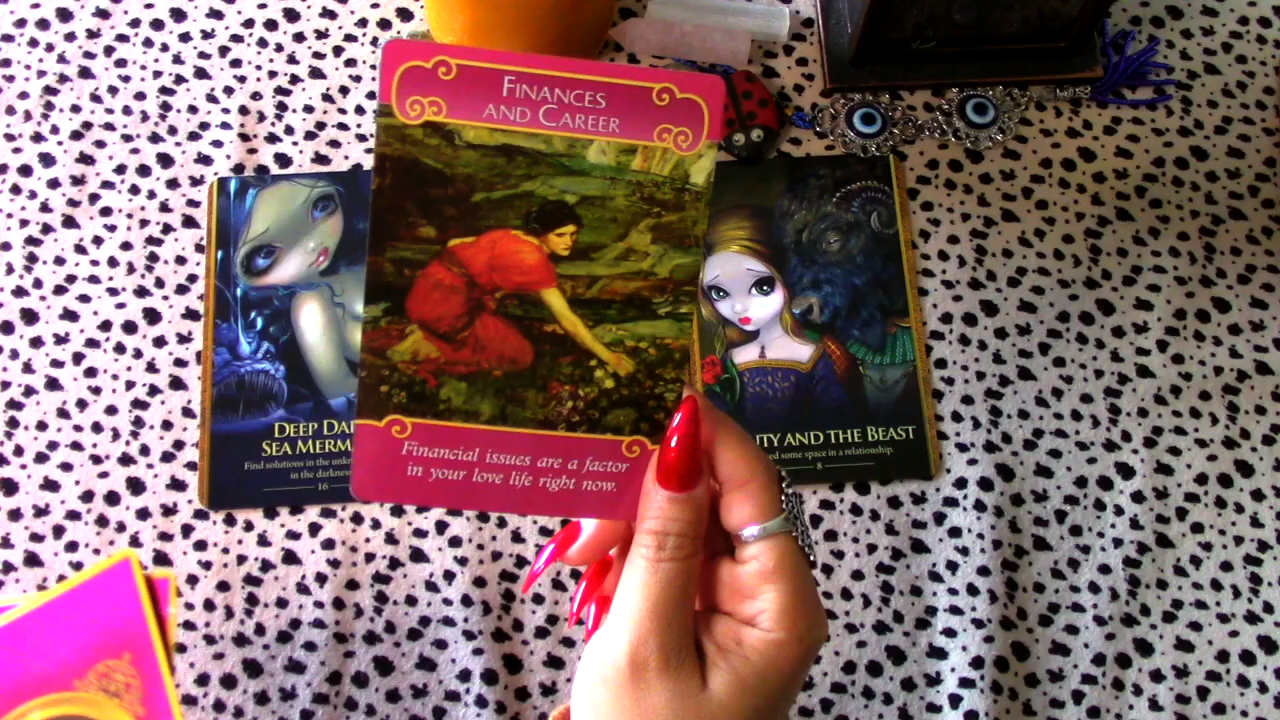 FINANCES
AND CAREER
Financial issues are a factor
in your love life right now.
DEEP DA
SEA MERM
Find solutions in the unk
in the darkness
16
TY AND THE BEAST
ed some space in a relationship.
8